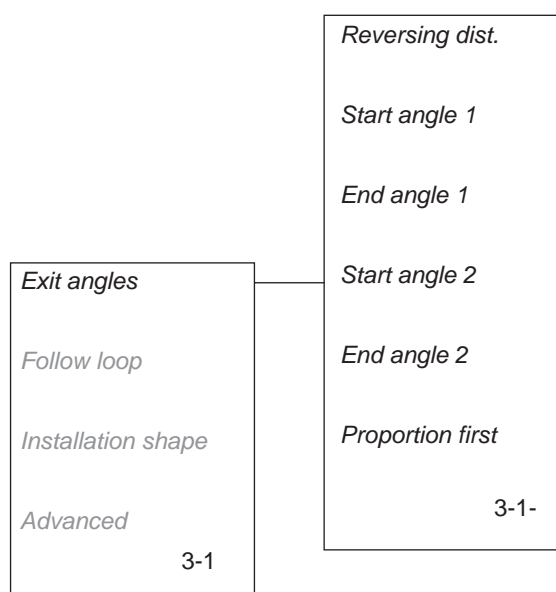 Exit angles
Follow loop
Installation shape
Advanced
3-1
Reversing dist.
Start angle 1
End angle 1
Start angle 2
End angle 2
Proportion first
3-1-